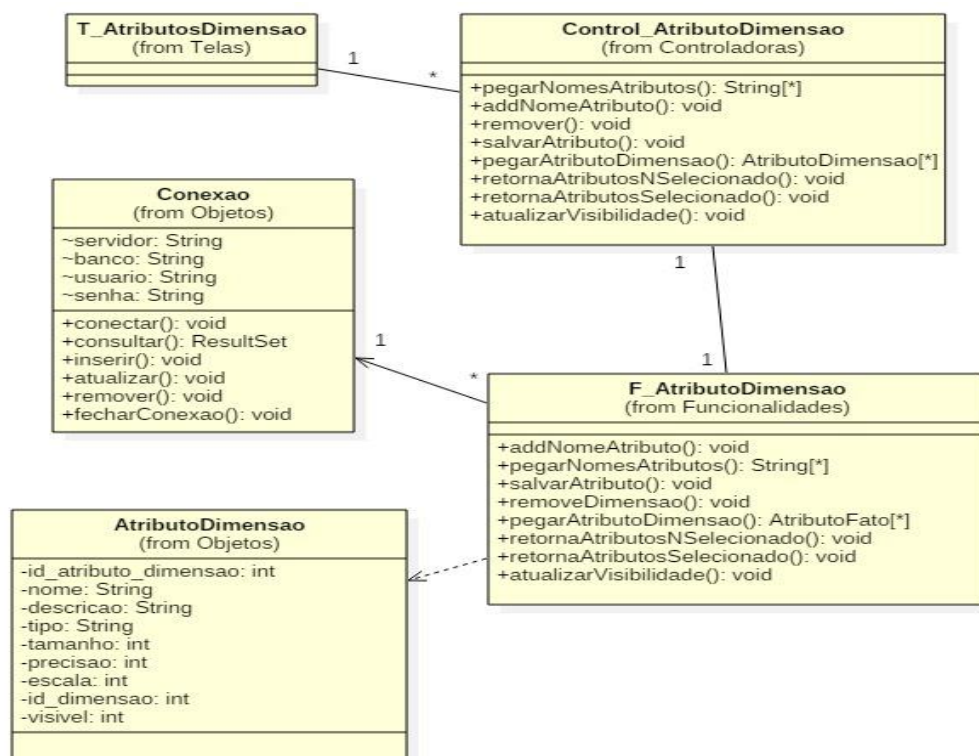 T_AtributosDimensao
(from Telas)
1
*
Control_AtributoDimensao
(from Controladoras)
+pegarNomesAtributos(): String[*]
+addNomeAtributo(): void
+remover(): void
+salvarAtributo(): void
+pegarAtributoDimensao(): AtributoDimensao[*]
+retornaAtributosNSelecionado(): void
+retornaAtributosSelecionado(): void
+atualizarVisibilidade(): void
1
1
Conexao
(from Objetos)
~servidor: String
~banco: String
~usuario: String
~senha: String
+conectar(): void
+consultar(): ResultSet
+inserir(): void
+atualizar(): void
+remover(): void
+fecharConexao(): void
1
*
F_AtributoDimensao
(from Funcionalidades)
+addNomeAtributo(): void
+pegarNomesAtributos(): String[*]
+salvarAtributo(): void
+removeDimensao(): void
+pegarAtributoDimensao(): AtributoFato[*]
+retornaAtributosNSelecionado(): void
+retornaAtributosSelecionado(): void
+atualizarVisibilidade(): void
AtributoDimensao
(from Objetos)
-id_atributo_dimensao: int
-nome: String
-descricao: String
-tipo: String
-tamanho: int
-precisao: int
-escala: int
-id_dimensao: int
-visivel: int